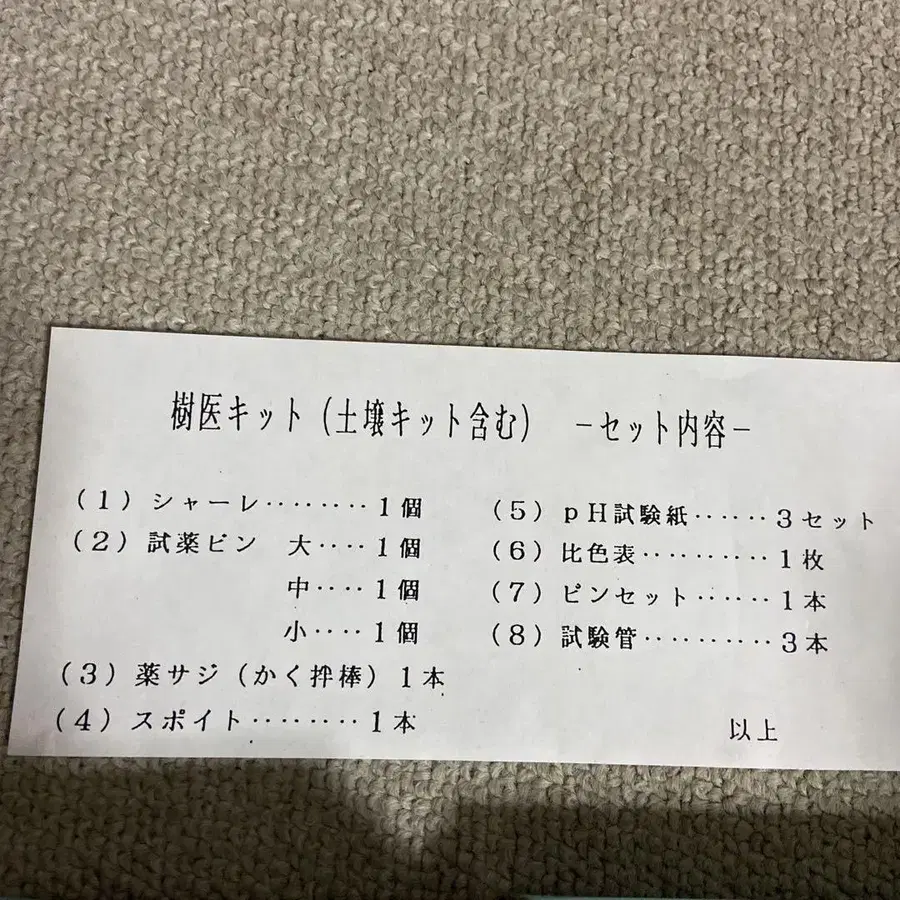 樹医キット（土壌キット含む）　－セット内容－
（１）シャーレ‥‥‥‥１個
（２）試薬ビン　大‥‥１個
中‥‥１個
小‥‥１個
（３）薬サジ（かく拌棒）１本
（４）スポイト‥‥‥‥１本
（５）ｐＨ試験紙‥‥‥３セット
（６）比色表‥‥‥‥‥１枚
（７）ピンセット‥‥‥１本
（８）試験管‥‥‥‥‥３本
以上